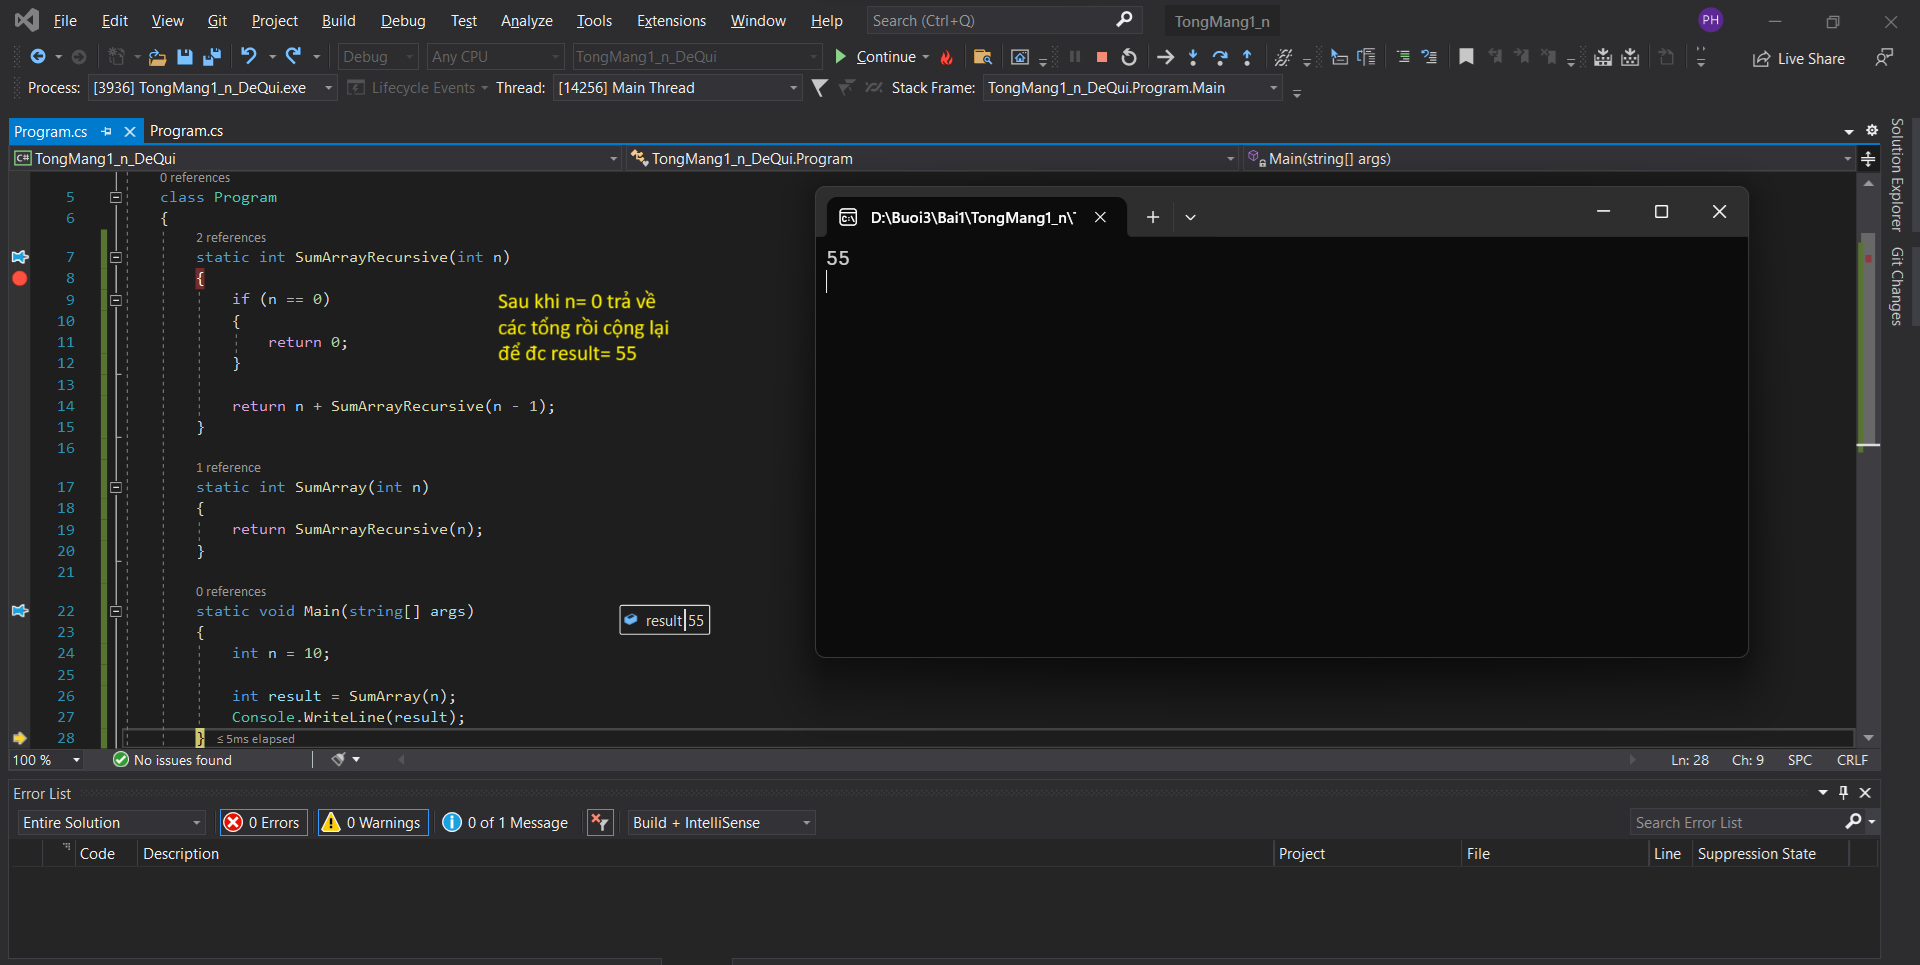 File Edit View Git Project Build Debug Test Analyze Tools Extensions Window Help Search (Ctrl+Q) TongMang1_n PH
Debug Any CPU TongMang1_n_DeQui Continue Live Share
Process: [3936] TongMang1_n_DeQui.exe Lifecycle Events Thread: [14256] Main Thread Stack Frame: TongMang1_n_DeQui.Program.Main
Program.cs Program.cs
C# TongMang1_n_DeQui TongMang1_n_DeQui.Program Main(string[] args)
0 references
5 class Program
6 {
2 references
7 static int SumArrayRecursive(int n)
8 {
9 if (n == 0)
10 {
11 return 0;
12 }
13
14 return n + SumArrayRecursive(n - 1);
15 }
16
1 reference
17 static int SumArray(int n)
18 {
19 return SumArrayRecursive(n);
20 }
21
0 references
22 static void Main(string[] args)
23 {
24 int n = 10;
25
26 int result = SumArray(n);
27 Console.WriteLine(result);
28 } ≤ 5ms elapsed
Sau khi n= 0 trả về
các tổng rồi cộng lại
để đc result= 55
result 55
D:\Buoi3\Bai1\TongMang1_n\
55
Solution Explorer
Git Changes
100 % No issues found Ln: 28 Ch: 9 SPC CRLF
Error List
Entire Solution 0 Errors 0 Warnings 0 of 1 Message Build + IntelliSense Search Error List
Code Description Project File Line Suppression State